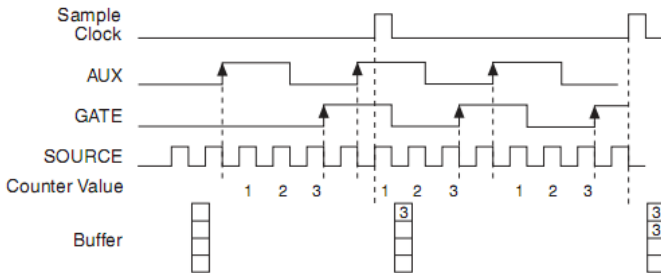 Sample
Clock
AUX
GATE
SOURCE
Counter Value 1 2 3 1 2 3 1 2 3
Buffer 3 3
3